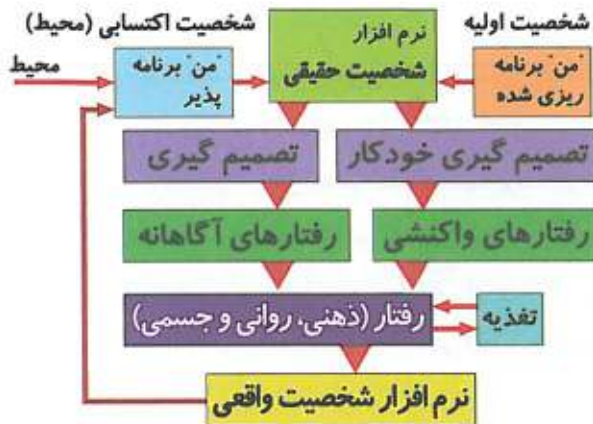 شخصیت اولیه
شخصیت اکتسابی (محیط)
نرم افزار
شخصیت حقیقی
"من" برنامه
ریزی شده
"من" برنامه
پذیر
محیط
تصمیم گیری خودکار
تصمیم گیری
رفتارهای واکنشی
رفتارهای آگاهانه
رفتار (ذهنی، روانی و جسمی)
تغذیه
نرم افزار شخصیت واقعی